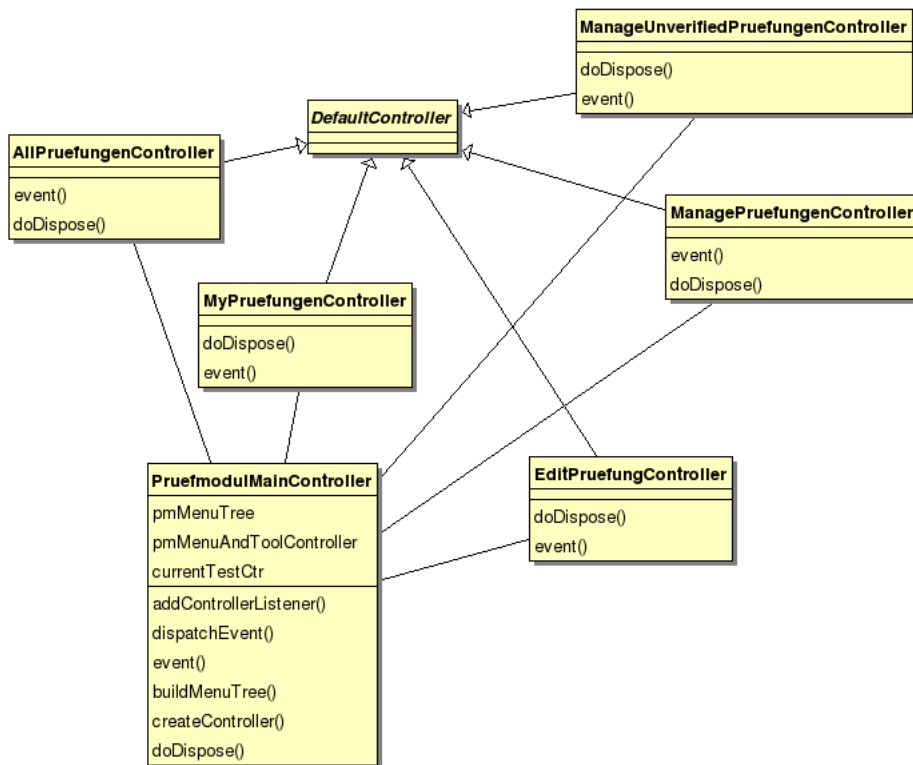 ManageUnverifiedPruefungenController
doDispose()
event()
DefaultController
AllPruefungenController
event()
doDispose()
ManagePruefungenController
event()
doDispose()
MyPruefungenController
doDispose()
event()
PruefmodulMainController
pmMenuTree
pmMenuAndToolController
currentTestCtr
addControllerListener()
dispatchEvent()
event()
buildMenuTree()
createController()
doDispose()
EditPruefungController
doDispose()
event()